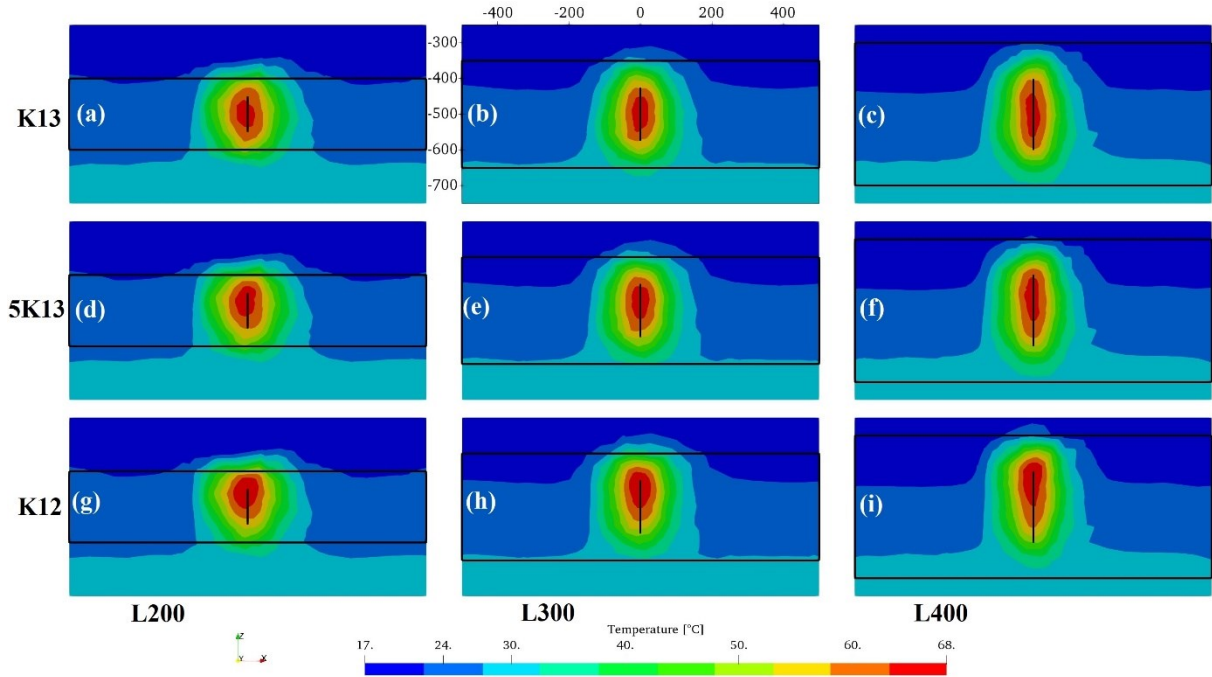 -400 -200 0 200 400
-300
-400
-500
-600
-700
K13 (a) (b) (c)
5K13 (d) (e) (f)
K12 (g) (h) (i)
L200 L300 L400
Temperature [°C]
17. 24. 30. 40. 50. 60. 68.
Z
Y X